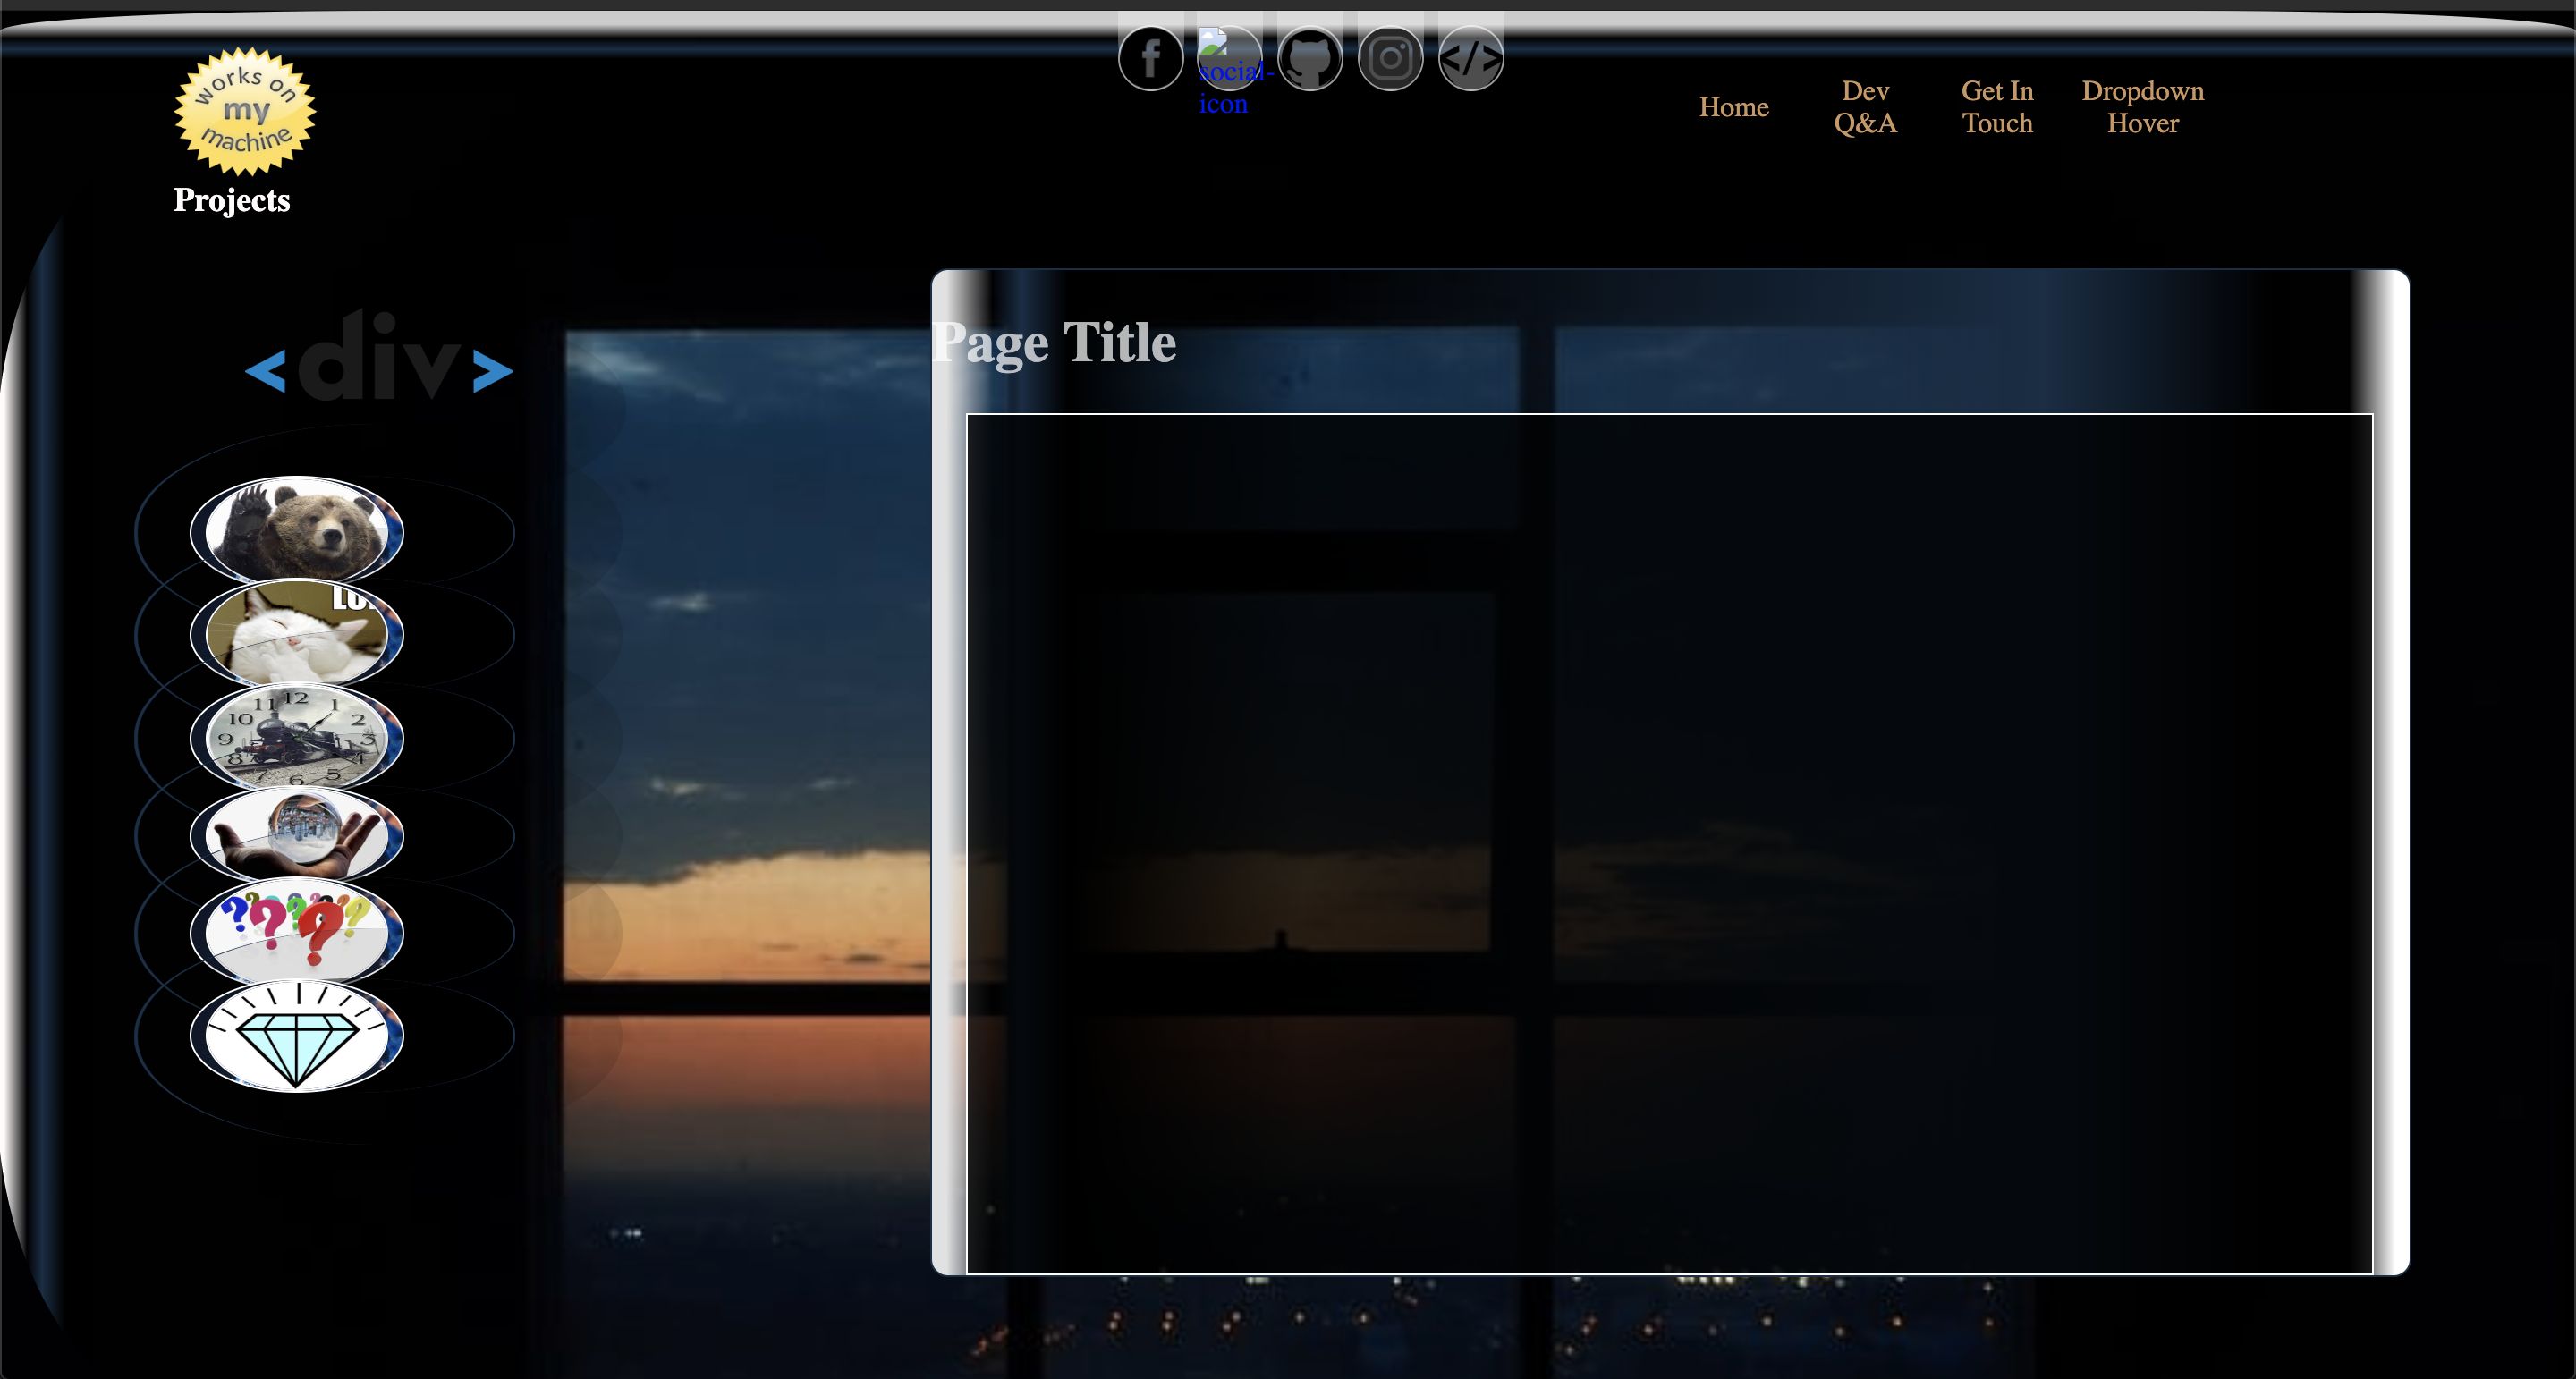 works on
my
machine
Projects
f
social-
icon
</>
Home
Dev
Q&A
Get In
Touch
Dropdown
Hover
<div>
Page Title
12
11
1
10
2
9
3
8
4
7
6
5